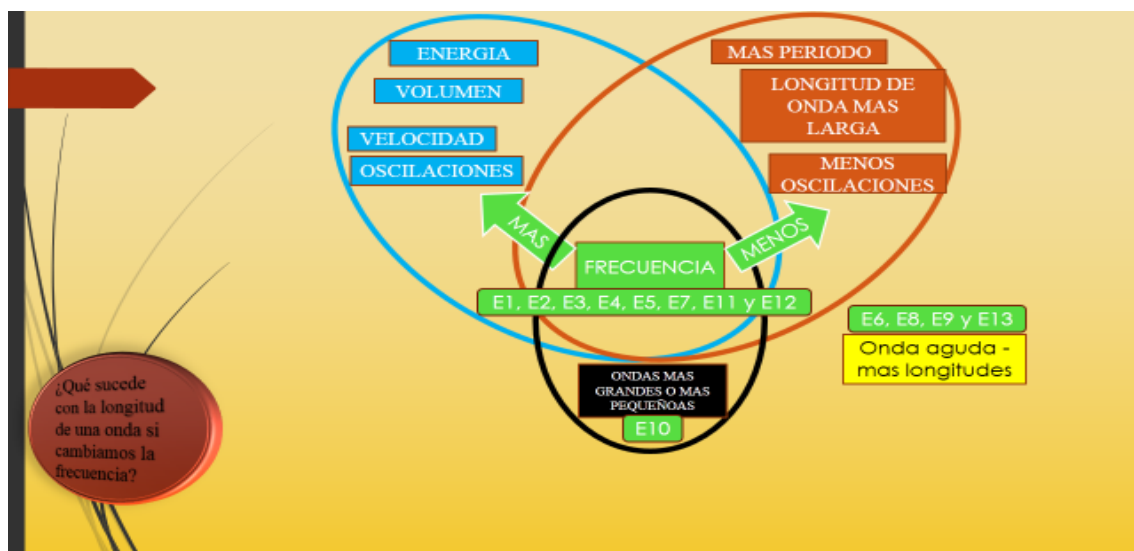 ENERGIA
VOLUMEN
VELOCIDAD
OSCILACIONES
MAS PERIODO
LONGITUD DE
ONDA MAS
LARGA
MENOS
OSCILACIONES
MAS
MENOS
FRECUENCIA
E1, E2, E3, E4, E5, E7, E11 y E12
E6, E8, E9 y E13
Onda aguda -
mas longitudes
ONDAS MAS
GRANDES O MAS
PEQUEÑOAS
E10
¿Qué sucede
con la longitud
de una onda si
cambiamos la
frecuencia?